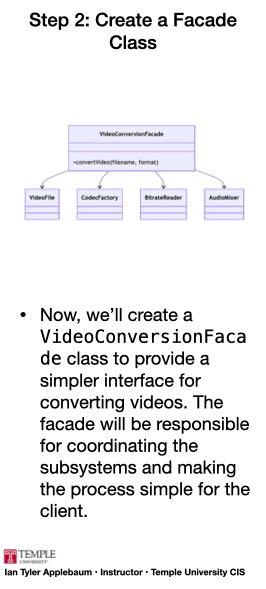 Step 2: Create a Facade
Class
VideoConversionFacade
+convertVideo(filename, format)
VideoFile
CodecFactory
BitrateReader
AudioMixer
• Now, we’ll create a
VideoConversionFaca
de class to provide a
simpler interface for
converting videos. The
facade will be responsible
for coordinating the
subsystems and making
the process simple for the
client.
T TEMPLE
UNIVERSITY
Ian Tyler Applebaum • Instructor • Temple University CIS